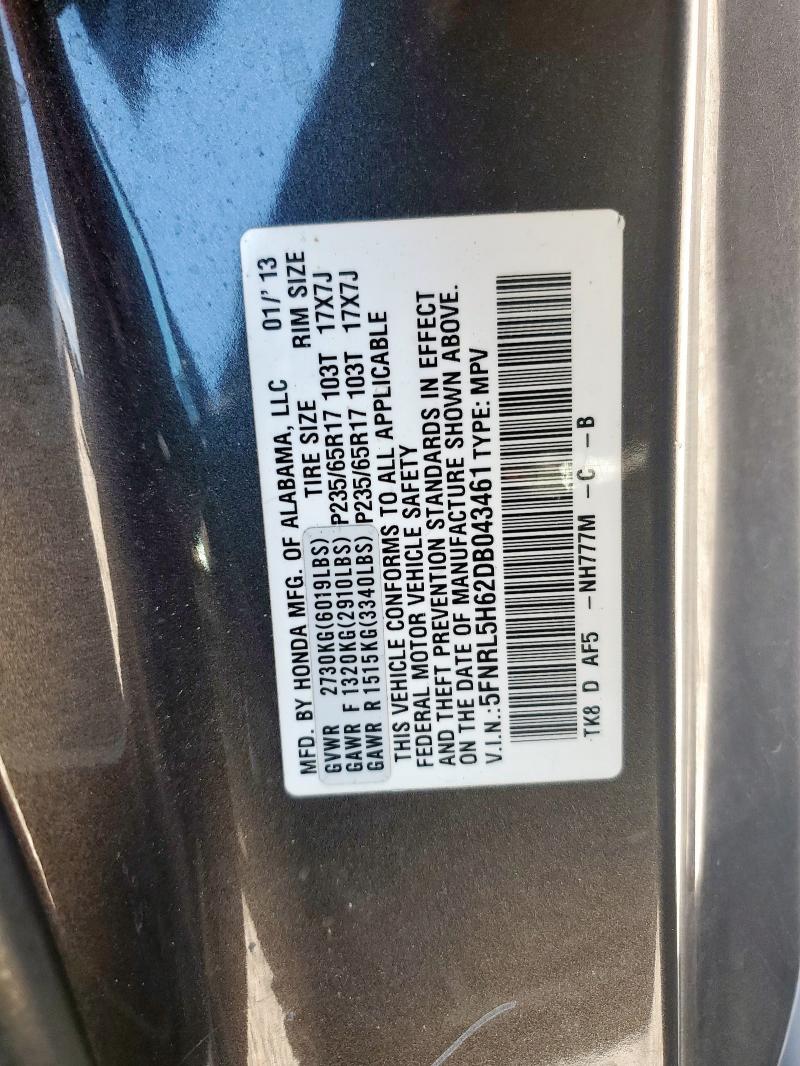 MFD. BY HONDA MFG. OF ALABAMA, LLC 01/'13
TIRE SIZE RIM SIZE
GVWR 2730KG(6019LBS)
GAWR F 1320KG(2910LBS) P235/65R17 103T 17X7J
GAWR R 1515KG(3340LBS) P235/65R17 103T 17X7J
THIS VEHICLE CONFORMS TO ALL APPLICABLE
FEDERAL MOTOR VEHICLE SAFETY
AND THEFT PREVENTION STANDARDS IN EFFECT
ON THE DATE OF MANUFACTURE SHOWN ABOVE.
V.I.N.:5FNRL5H62DB043461 TYPE: MPV
TK8 D AF5 -NH777M -C -B